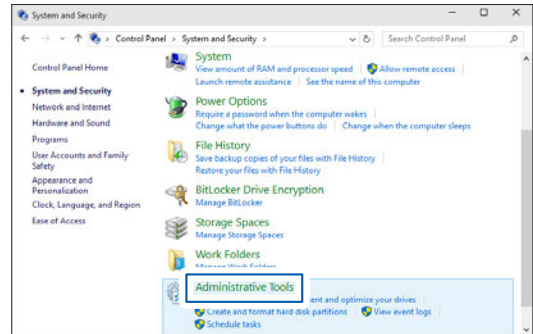 System and Security
Control Panel > System and Security >
Search Control Panel
Control Panel Home
System and Security
Network and Internet
Hardware and Sound
Programs
User Accounts and Family
Safety
Appearance and
Personalization
Clock, Language, and Region
Ease of Access
System
View amount of RAM and processor speed Allow remote access
Launch remote assistance See the name of this computer
Power Options
Require a password when the computer wakes
Change what the power buttons do Change when the computer sleeps
File History
Save backup copies of your files with File History
Restore your files with File History
BitLocker Drive Encryption
Manage BitLocker
Storage Spaces
Manage Storage Spaces
Work Folders
Manage Work Folders
Administrative Tools
and optimize your drives
Create and format hard disk partitions View event logs
Schedule tasks